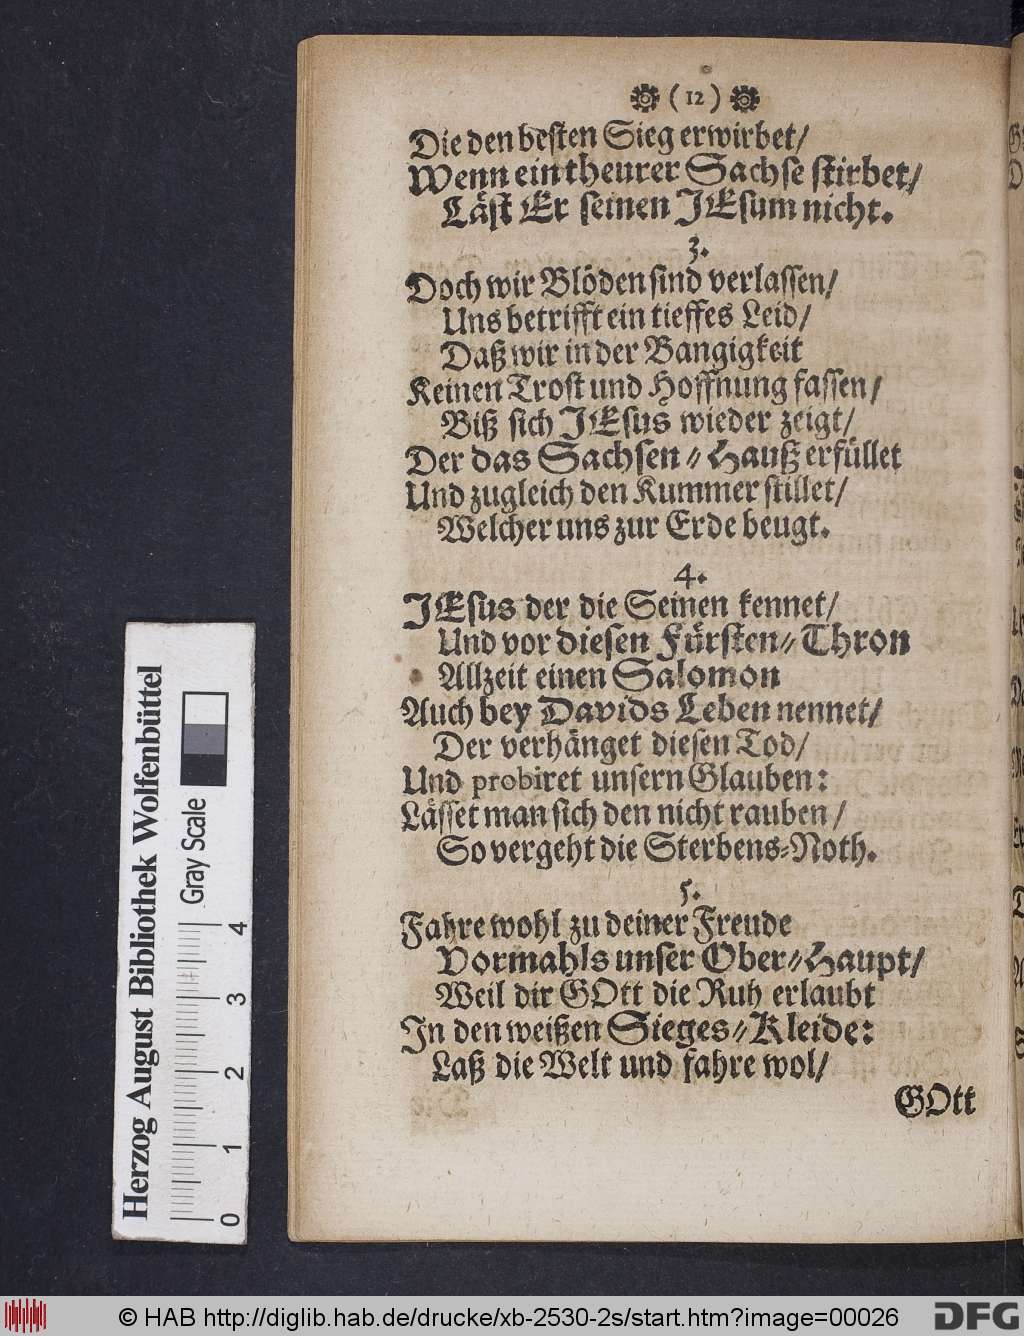 ( 12 )
Die den besten Sieg erwirbet/
Wenn ein theurer Sachse stirbet/
Läst Er seinen JEsum nicht.
3.
Doch wir Blöden sind verlassen/
Uns betrifft ein tieffes Leid/
Daß wir in der Bangigkeit
Keinen Trost und Hoffnung fassen/
Biß sich JEsus wieder zeigt/
Der das Sachsen-Hauß erfüllet
Und zugleich den Kummer stillet/
Welcher uns zur Erde beugt.
4.
JEsus der die Seinen kennet/
Und vor diesen Fürsten-Thron
Allzeit einen Salomon
Auch bey Davids Leben nennet/
Der verhänget diesen Tod/
Und probiret unsern Glauben:
Lässet man sich den nicht rauben/
So vergeht die Sterbens-Noth.
5.
Fahre wohl zu deiner Freude
Vormahls unser Ober-Haupt/
Weil dir GOtt die Ruh erlaubt
In den weißen Sieges-Kleide:
Laß die Welt und fahre wol/
GOtt
Herzog August Bibliothek Wolfenbüttel
Gray Scale
0 1 2 3 4
© HAB http://diglib.hab.de/drucke/xb-2530-2s/start.htm?image=00026
DFG